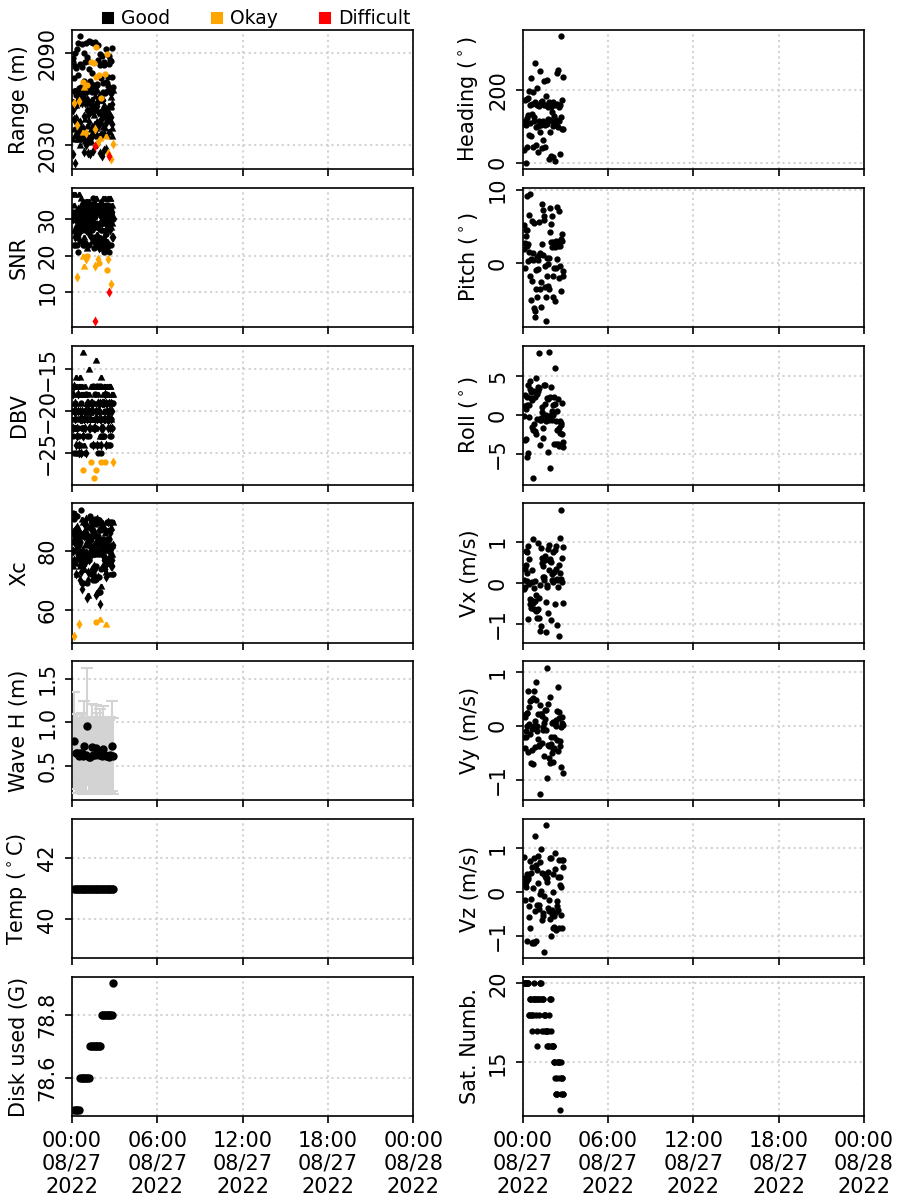 Good Okay Difficult
Range (m)
2090
2030
Heading (°)
200
0
SNR
30
20
10
Pitch (°)
10
0
DBV
−15
−20
−25
Roll (°)
5
0
−5
Xc
80
60
Vx (m/s)
1
0
−1
Wave H (m)
1.5
1.0
0.5
Vy (m/s)
1
0
−1
Temp (°C)
42
40
Vz (m/s)
1
0
−1
Disk used (G)
78.8
78.6
Sat. Numb.
20
15
00:00 06:00 12:00 18:00 00:00
08/27 08/27 08/27 08/27 08/28
2022 2022 2022 2022 2022
00:00 06:00 12:00 18:00 00:00
08/27 08/27 08/27 08/27 08/28
2022 2022 2022 2022 2022